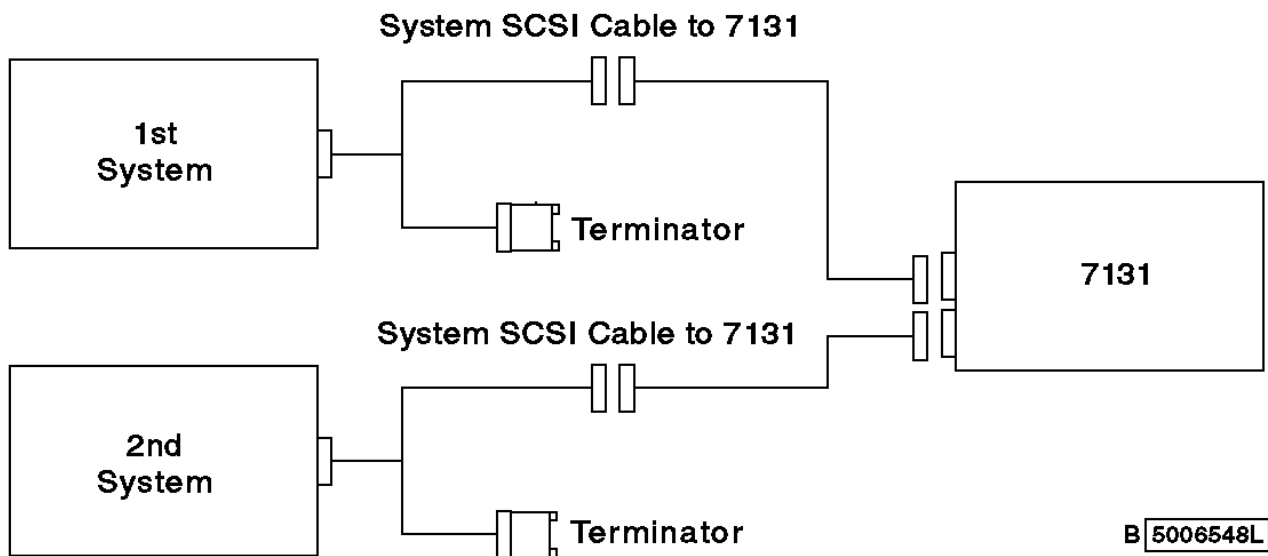 System SCSI Cable to 7131
1st
System
Terminator
7131
System SCSI Cable to 7131
2nd
System
Terminator
B 5006548L